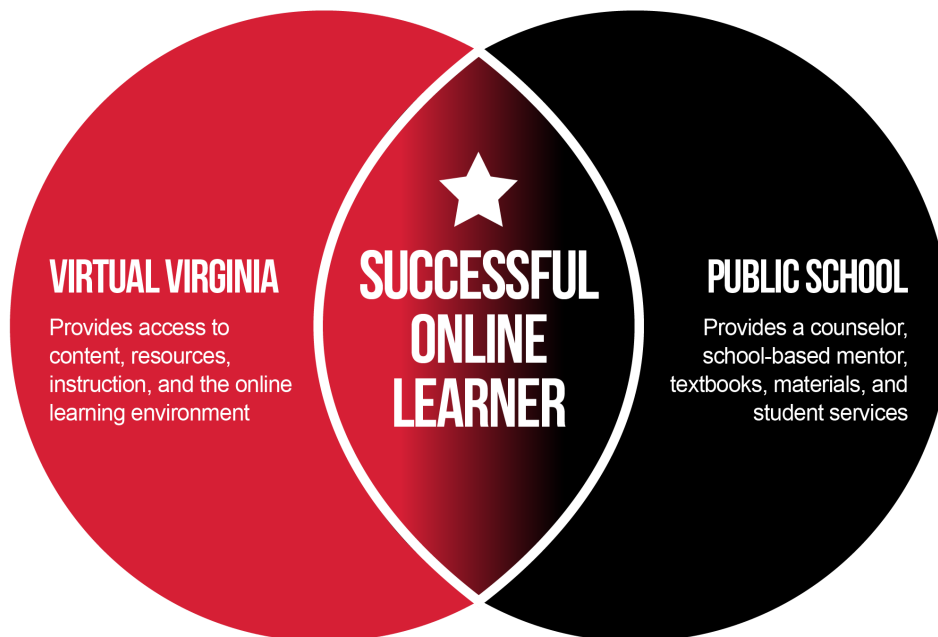 VIRTUAL VIRGINIA
Provides access to
content, resources,
instruction, and the online
learning environment
SUCCESSFUL
ONLINE
LEARNER
PUBLIC SCHOOL
Provides a counselor,
school-based mentor,
textbooks, materials, and
student services